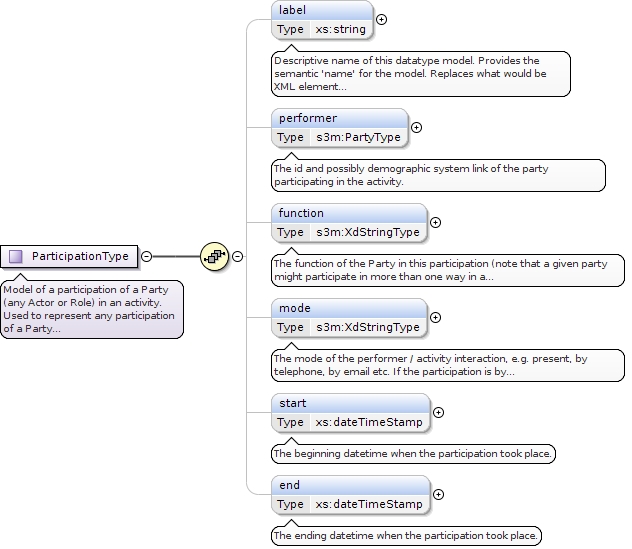 label
Type xs:string
Descriptive name of this datatype model. Provides the
semantic 'name' for the model. Replaces what would be
XML element...
performer
Type s3m:PartyType
The id and possibly demographic system link of the party
participating in the activity.
function
Type s3m:XdStringType
The function of the Party in this participation (note that a given party
might participate in more than one way in a...
ParticipationType
Model of a participation of a Party
(any Actor or Role) in an activity.
Used to represent any participation
of a Party...
mode
Type s3m:XdStringType
The mode of the performer / activity interaction, e.g. present, by
telephone, by email etc. If the participation is by...
start
Type xs:dateTimeStamp
The beginning datetime when the participation took place.
end
Type xs:dateTimeStamp
The ending datetime when the participation took place.